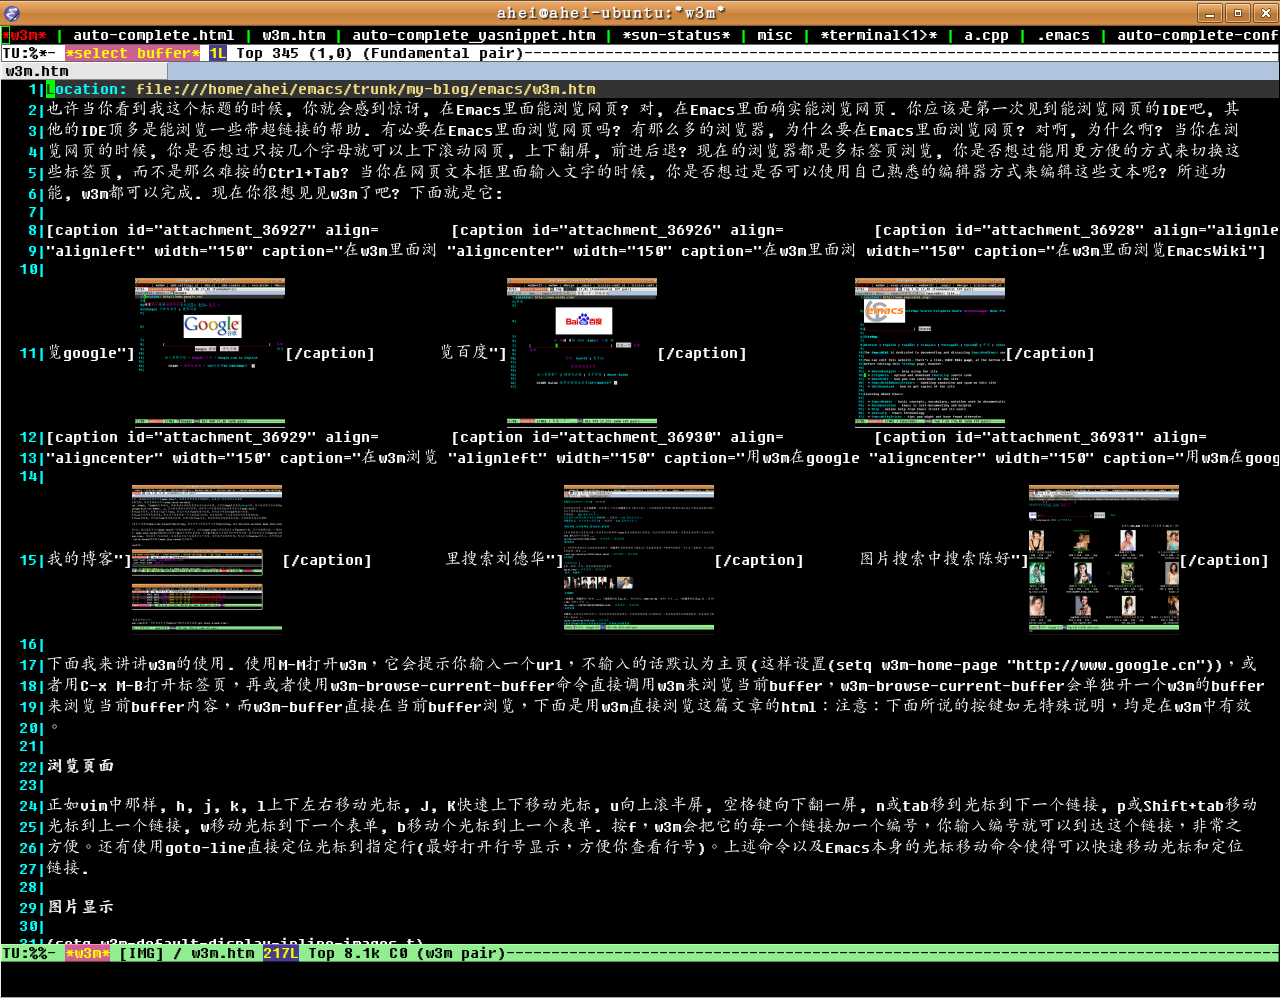 ahei@ahei-ubuntu:*w3m*
*w3m* | auto-complete.html | w3m.htm | auto-complete_yasnippet.htm | *svn-status* | misc | *terminal<1>* | a.cpp | .emacs | auto-complete-conf
TU:%*- *select buffer* 1L Top 345 (1,0) (Fundamental pair)
w3m.htm
1|Location: file:///home/ahei/emacs/trunk/my-blog/emacs/w3m.htm
2|也许当你看到我这个标题的时候, 你就会感到惊讶, 在Emacs里面能浏览网页? 对, 在Emacs里面确实能浏览网页. 你应该是第一次见到能浏览网页的IDE吧, 其
3|他的IDE顶多是能浏览一些带超链接的帮助. 有必要在Emacs里面浏览网页吗? 有那么多的浏览器, 为什么要在Emacs里面浏览网页? 对啊, 为什么啊? 当你在浏
4|览网页的时候, 你是否想过只按几个字母就可以上下滚动网页, 上下翻屏, 前进后退? 现在的浏览器都是多标签页浏览, 你是否想过能用更方便的方式来切换这
5|些标签页, 而不是那么难按的Ctrl+Tab? 当你在网页文本框里面输入文字的时候, 你是否想过是否可以使用自己熟悉的编辑器方式来编辑这些文本呢? 所述功
6|能, w3m都可以完成. 现在你很想见见w3m了吧? 下面就是它:
7|
8|[caption id="attachment_36927" align= [caption id="attachment_36926" align= [caption id="attachment_36928" align="alignle
9|"alignleft" width="150" caption="在w3m里面浏 "aligncenter" width="150" caption="在w3m里面浏 width="150" caption="在w3m里面浏览EmacsWiki"]
10|
11|览google"] Google [/caption] 览百度"] Bai 百度 [/caption] emacs [/caption]
12|[caption id="attachment_36929" align= [caption id="attachment_36930" align= [caption id="attachment_36931" align=
13|"aligncenter" width="150" caption="在w3m浏览 "alignleft" width="150" caption="用w3m在google "aligncenter" width="150" caption="用w3m在goog
14|
15|我的博客"] [/caption] 里搜索刘德华"] [/caption] 图片搜索中搜索陈好"] [/caption]
16|
17|下面我来讲讲w3m的使用. 使用M-M打开w3m，它会提示你输入一个url，不输入的话默认为主页(这样设置(setq w3m-home-page "http://www.google.cn"))，或
18|者用C-x M-B打开标签页，再或者使用w3m-browse-current-buffer命令直接调用w3m来浏览当前buffer，w3m-browse-current-buffer会单独开一个w3m的buffer
19|来浏览当前buffer内容，而w3m-buffer直接在当前buffer浏览，下面是用w3m直接浏览这篇文章的html：注意：下面所说的按键如无特殊说明，均是在w3m中有效
20|。
21|
22|浏览页面
23|
24|正如vim中那样, h, j, k, l上下左右移动光标, J, K快速上下移动光标, u向上滚半屏, 空格键向下翻一屏, n或tab移到光标到下一个链接, p或Shift+tab移动
25|光标到上一个链接, w移动光标到下一个表单, b移动个光标到上一个表单. 按f，w3m会把它的每一个链接加一个编号，你输入编号就可以到达这个链接，非常之
26|方便。还有使用goto-line直接定位光标到指定行(最好打开行号显示，方便你查看行号)。上述命令以及Emacs本身的光标移动命令使得可以快速移动光标和定位
27|链接.
28|
29|图片显示
30|
31|(setq w3m-default-display-inline-images t)
TU:%%- *w3m* [IMG] / w3m.htm 217L Top 8.1k C0 (w3m pair)